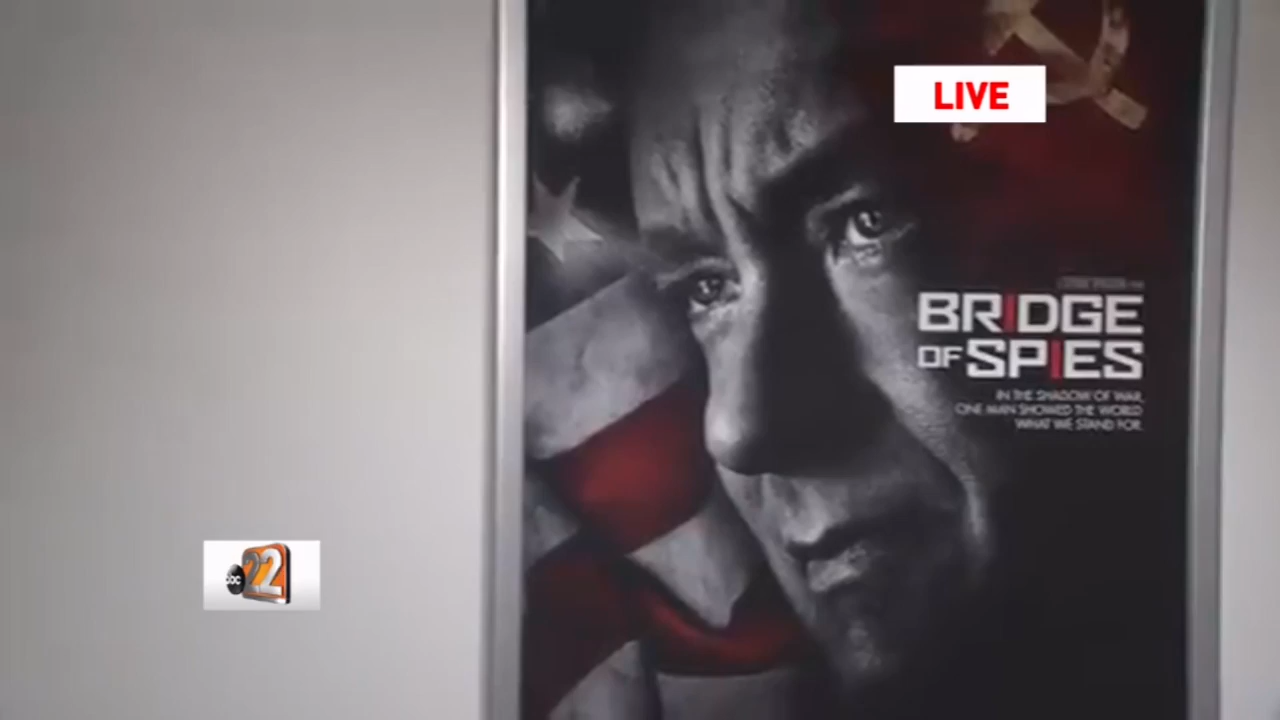 LIVE
BRIDGE
OF SPIES
IN THE SHADOW OF WAR,
ONE MAN SHOWED THE WORLD
WHAT WE STAND FOR.
abc 22